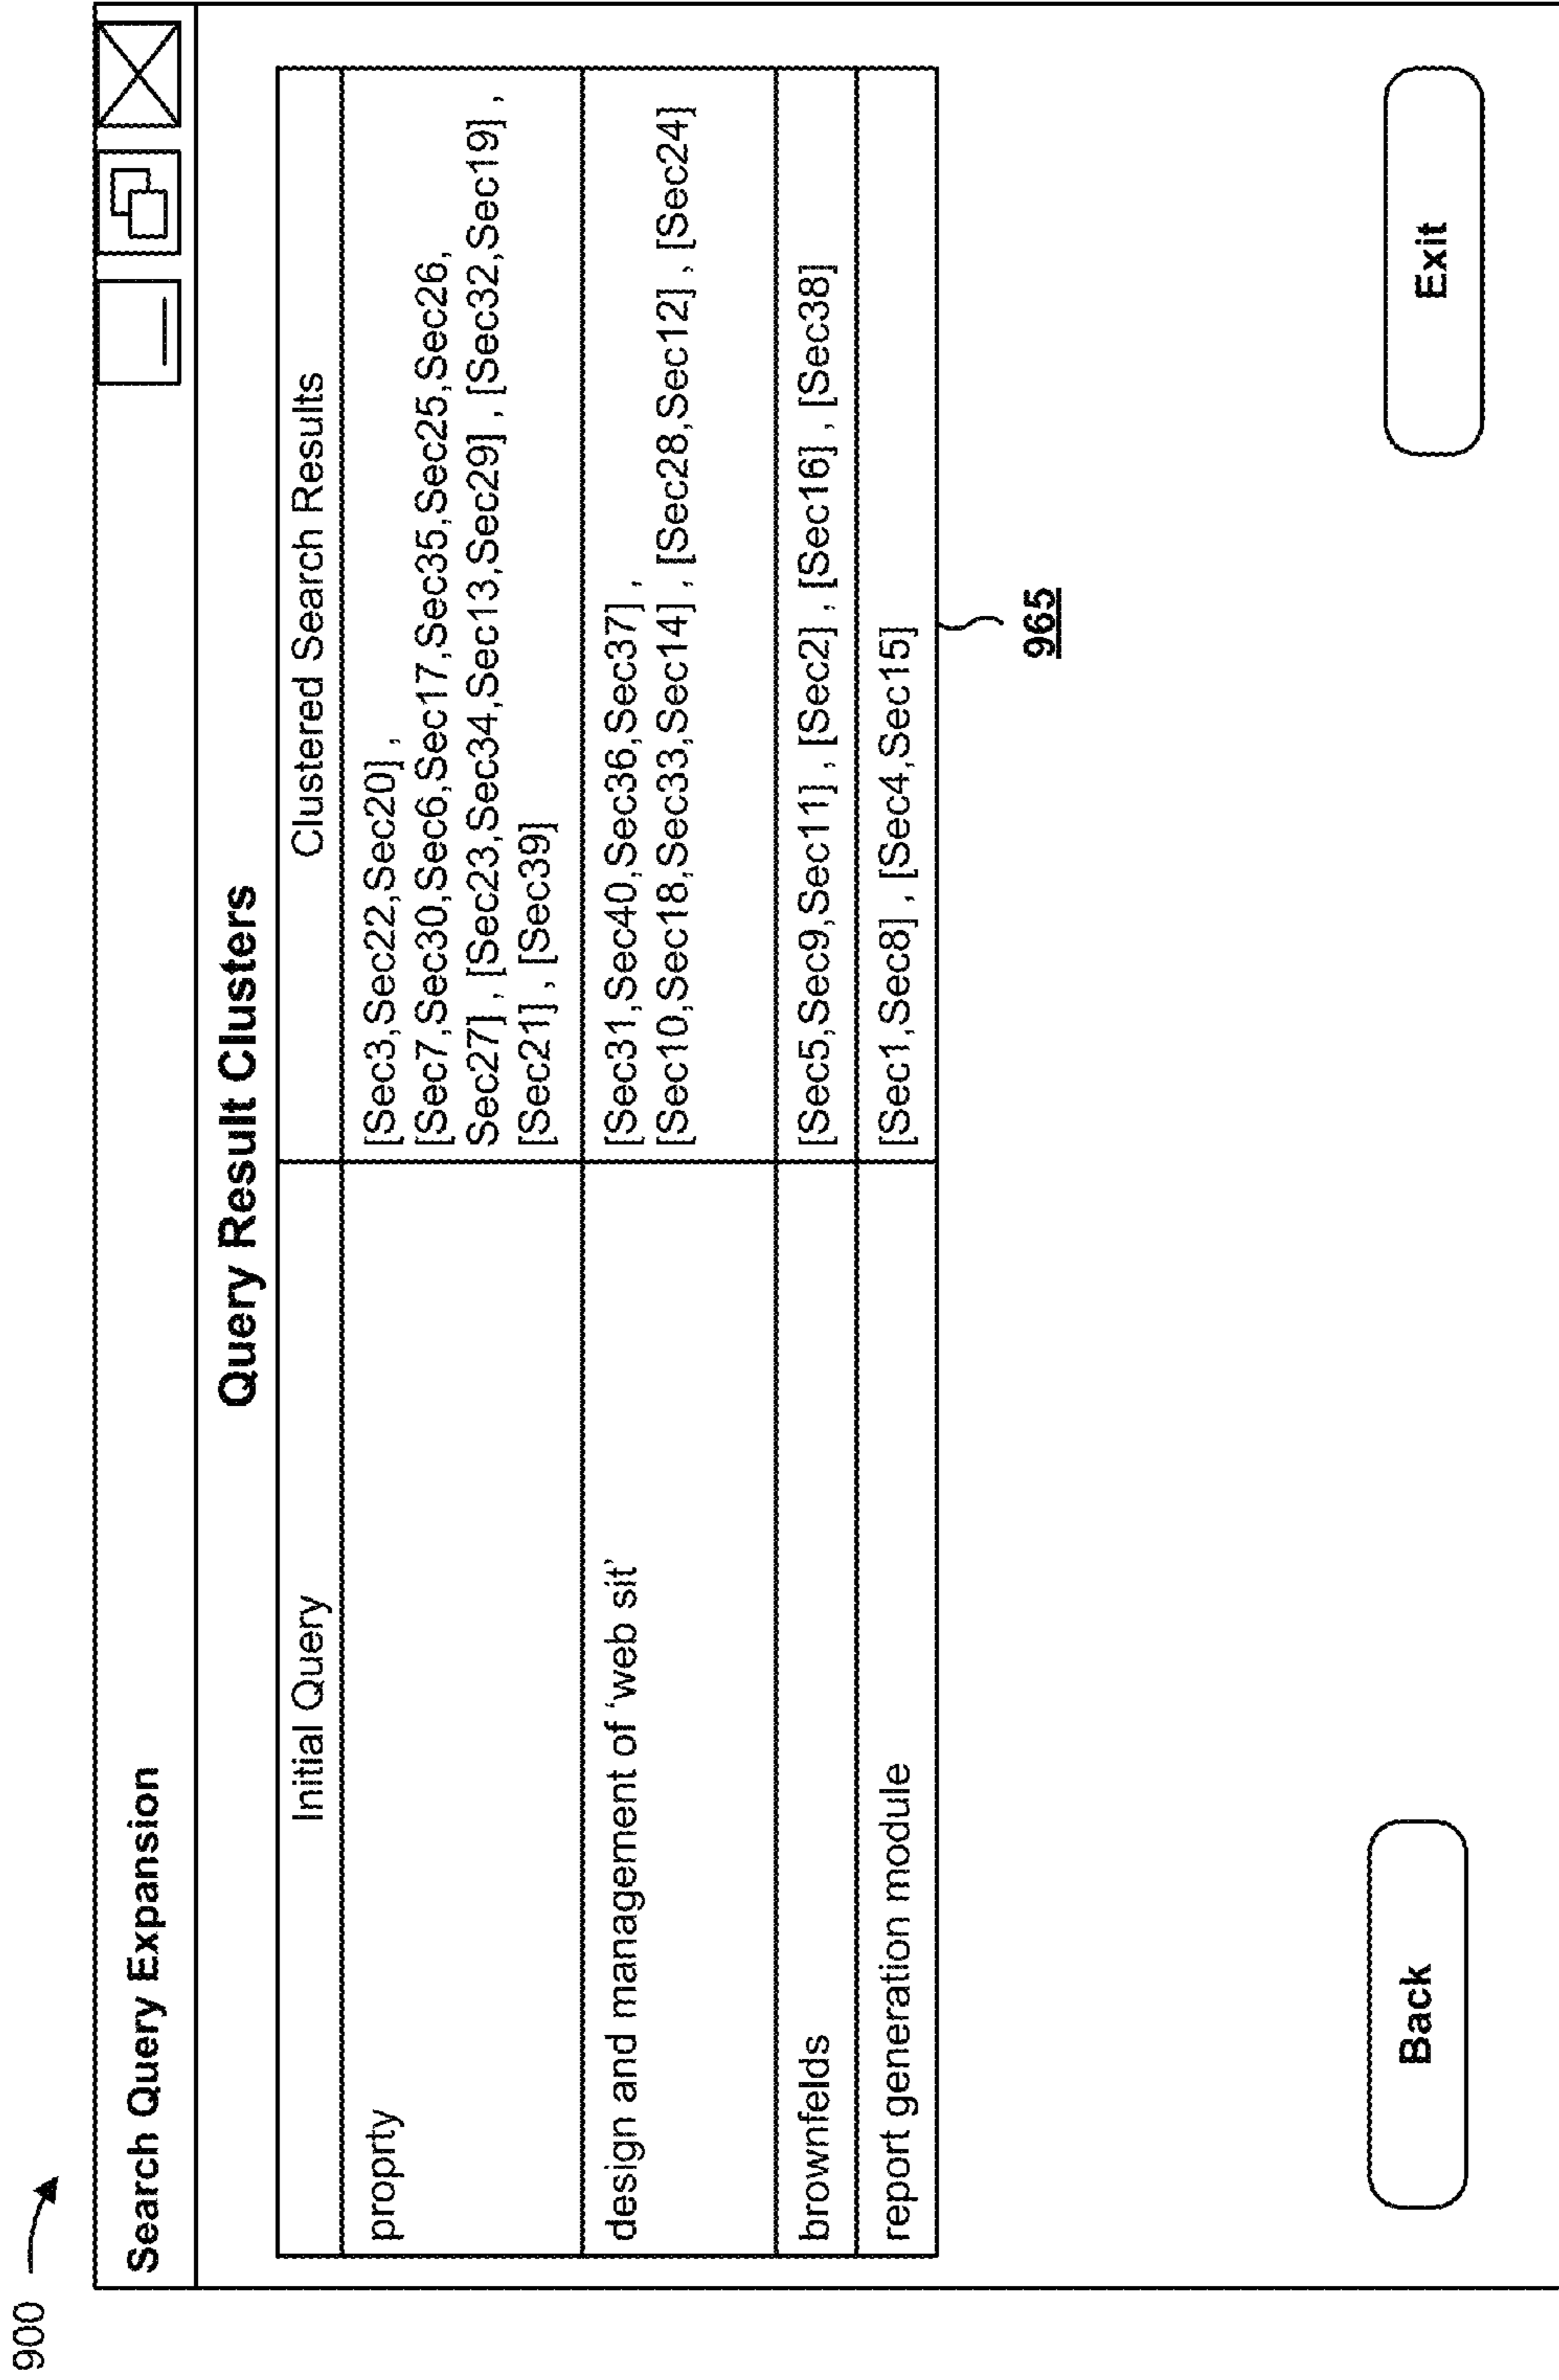 900
Search Query Expansion
Query Result Clusters
Initial Query
Clustered Search Results
proprty
[Sec3,Sec22,Sec20] ,
[Sec7,Sec30,Sec6,Sec17,Sec35,Sec25,Sec26,
Sec27] , [Sec23,Sec34,Sec13,Sec29] , [Sec32,Sec19] ,
[Sec21] , [Sec39]
design and management of ‘web sit’
[Sec31,Sec40,Sec36,Sec37] ,
[Sec10,Sec18,Sec33,Sec14] , [Sec28,Sec12] , [Sec24]
brownfelds
[Sec5,Sec9,Sec11] , [Sec2] , [Sec16] , [Sec38]
report generation module
[Sec1,Sec8] , [Sec4,Sec15]
965
Back
Exit